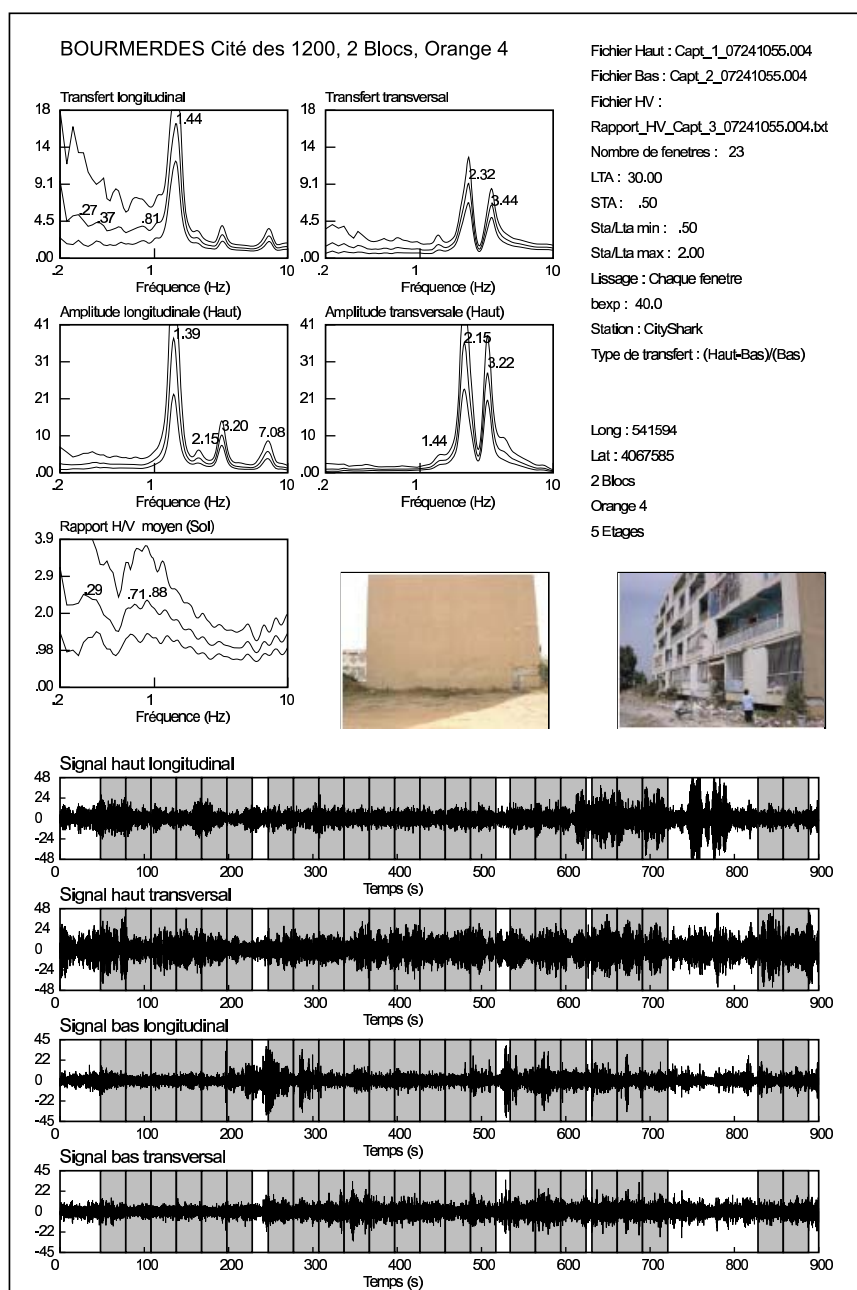 BOURMERDES Cité des 1200, 2 Blocs, Orange 4
Fichier Haut : Capt_1_07241055.004
Fichier Bas : Capt_2_07241055.004
Fichier HV :
Rapport_HV_Capt_3_07241055.004.txt
Nombre de fenetres : 23
LTA : 30.00
STA : .50
Sta/Lta min : .50
Sta/Lta max : 2.00
Lissage : Chaque fenetre
bexp : 40.0
Station : CityShark
Type de transfert : (Haut-Bas)/(Bas)
Long : 541594
Lat : 4067585
2 Blocs
Orange 4
5 Etages
Transfert longitudinal
18
14
9.1
4.5
.00
.27 .37 .81 1.44
.2 1 10
Fréquence (Hz)
Transfert transversal
18
14
9.1
4.5
.00
2.32 3.44
.2 1 10
Fréquence (Hz)
Amplitude longitudinale (Haut)
41
31
21
10
.00
1.39 2.15 3.20 7.08
.2 1 10
Fréquence (Hz)
Amplitude transversale (Haut)
41
31
21
10
.00
1.44 2.15 3.22
.2 1 10
Fréquence (Hz)
Rapport H/V moyen (Sol)
3.9
2.9
2.0
.98
.00
.29 .71 .88
.2 1 10
Fréquence (Hz)
Signal haut longitudinal
48
24
0
-24
-48
0 100 200 300 400 500 600 700 800 900
Temps (s)
Signal haut transversal
48
24
0
-24
-48
0 100 200 300 400 500 600 700 800 900
Temps (s)
Signal bas longitudinal
45
22
0
-22
-45
0 100 200 300 400 500 600 700 800 900
Temps (s)
Signal bas transversal
45
22
0
-22
-45
0 100 200 300 400 500 600 700 800 900
Temps (s)